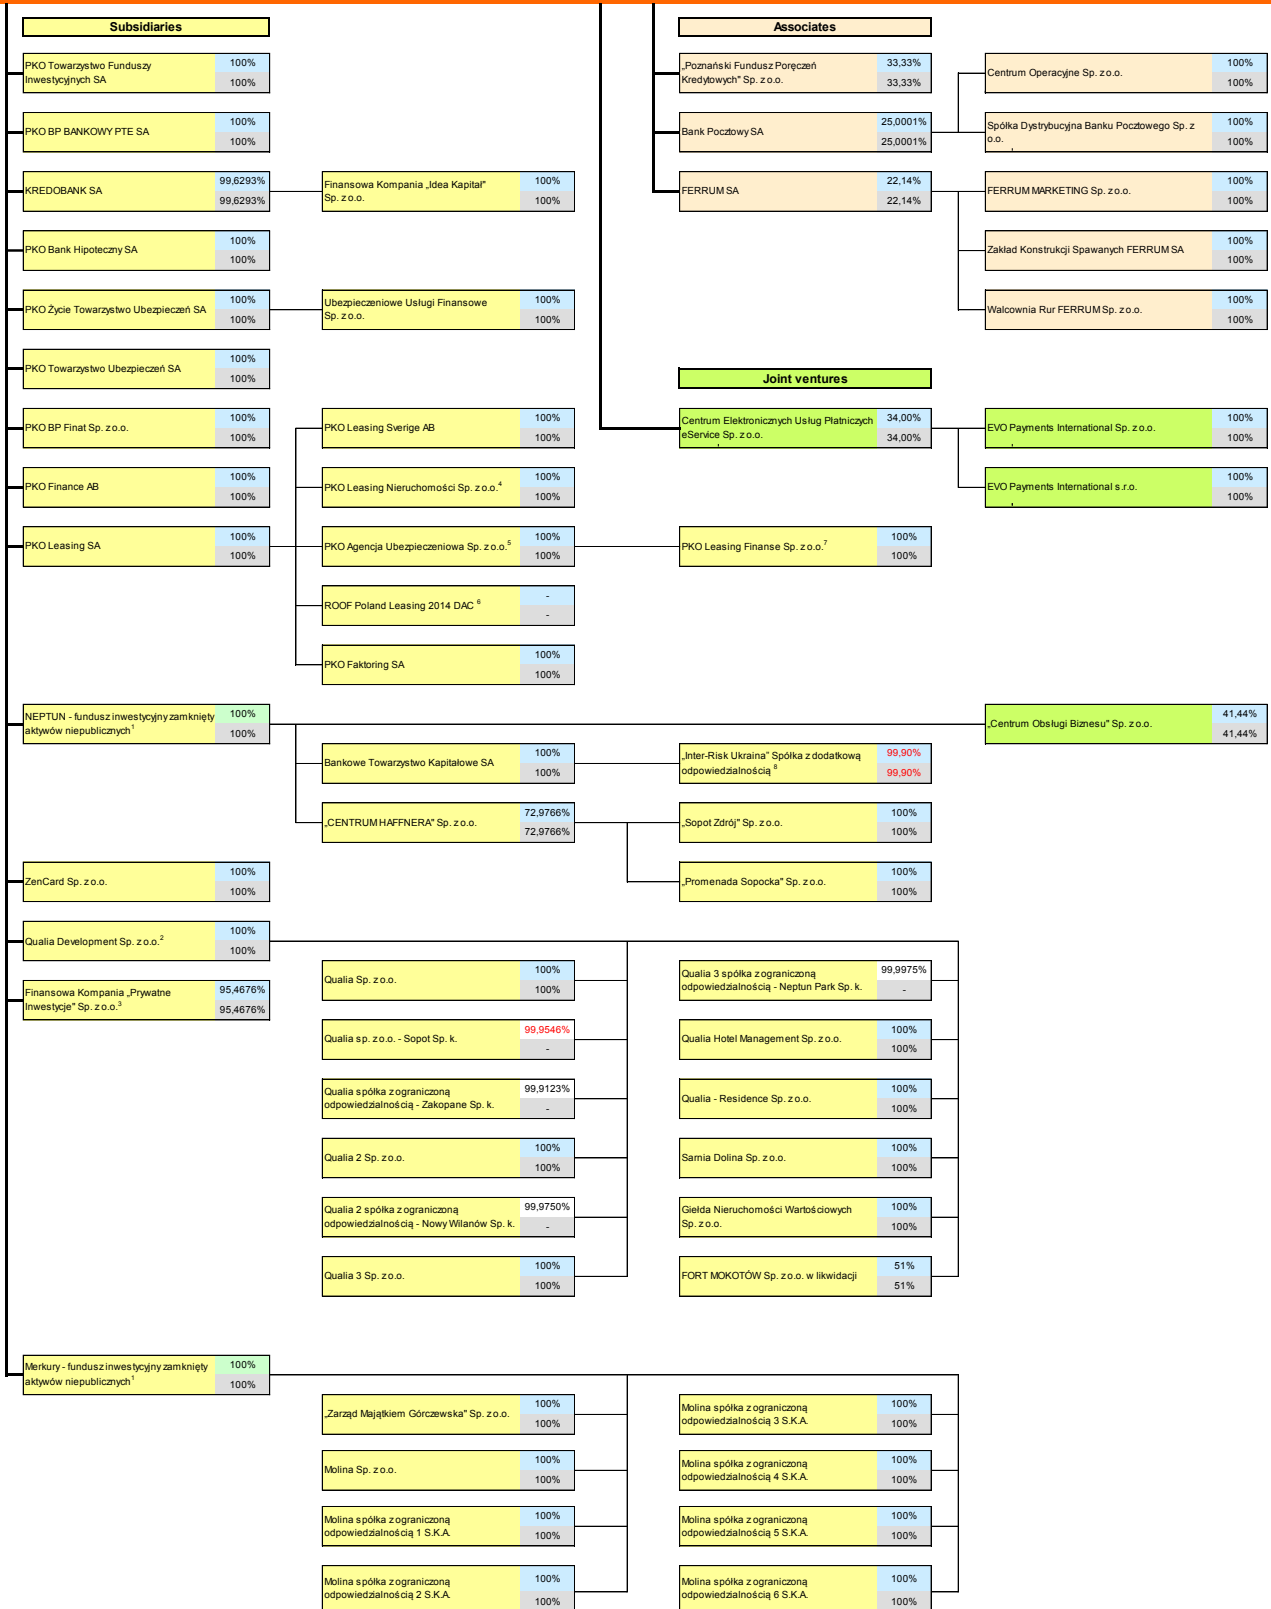 Subsidiaries
Associates
PKO Towarzystwo Funduszy
Inwestycyjnych SA
100%
100%
„Poznański Fundusz Poręczeń
Kredytowych" Sp. z o.o.
33,33%
33,33%
Centrum Operacyjne Sp. z o.o.
100%
100%
PKO BP BANKOWY PTE SA
100%
100%
Bank Pocztowy SA
25,0001%
25,0001%
Spółka Dystrybucyjna Banku Pocztowego Sp. z
o.o.
100%
100%
KREDOBANK SA
99,6293%
99,6293%
Finansowa Kompania „Idea Kapitał"
Sp. z o.o.
100%
100%
FERRUM SA
22,14%
22,14%
FERRUM MARKETING Sp. z o.o.
100%
100%
PKO Bank Hipoteczny SA
100%
100%
Zakład Konstrukcji Spawanych FERRUM SA
100%
100%
PKO Życie Towarzystwo Ubezpieczeń SA
100%
100%
Ubezpieczeniowe Usługi Finansowe
Sp. z o.o.
100%
100%
Walcownia Rur FERRUM Sp. z o.o.
100%
100%
PKO Towarzystwo Ubezpieczeń SA
100%
100%
Joint ventures
PKO BP Finat Sp. z o.o.
100%
100%
PKO Leasing Sverige AB
100%
100%
Centrum Elektronicznych Usług Płatniczych
eService Sp. z o.o.
34,00%
34,00%
EVO Payments International Sp. z o.o.
100%
100%
PKO Finance AB
100%
100%
PKO Leasing Nieruchomości Sp. z o.o.4
100%
100%
EVO Payments International s.r.o.
100%
100%
PKO Leasing SA
100%
100%
PKO Agencja Ubezpieczeniowa Sp. z o.o.5
100%
100%
PKO Leasing Finanse Sp. z o.o.7
100%
100%
ROOF Poland Leasing 2014 DAC 6
-
-
PKO Faktoring SA
100%
100%
NEPTUN - fundusz inwestycyjny zamknięty
aktywów niepublicznych1
100%
100%
„Centrum Obsługi Biznesu" Sp. z o.o.
41,44%
41,44%
Bankowe Towarzystwo Kapitałowe SA
100%
100%
„Inter-Risk Ukraina" Spółka z dodatkową
odpowiedzialnością 8
99,90%
99,90%
„CENTRUM HAFFNERA" Sp. z o.o.
72,9766%
72,9766%
„Sopot Zdrój" Sp. z o.o.
100%
100%
ZenCard Sp. z o.o.
100%
100%
„Promenada Sopocka" Sp. z o.o.
100%
100%
Qualia Development Sp. z o.o.2
100%
100%
Finansowa Kompania „Prywatne
Inwestycje" Sp. z o.o.3
95,4676%
95,4676%
Qualia Sp. z o.o.
100%
100%
Qualia 3 spółka z ograniczoną
odpowiedzialnością - Neptun Park Sp. k.
99,9975%
-
Qualia sp. z o.o. - Sopot Sp. k.
99,9546%
-
Qualia Hotel Management Sp. z o.o.
100%
100%
Qualia spółka z ograniczoną
odpowiedzialnością - Zakopane Sp. k.
99,9123%
-
Qualia - Residence Sp. z o.o.
100%
100%
Qualia 2 Sp. z o.o.
100%
100%
Sarnia Dolina Sp. z o.o.
100%
100%
Qualia 2 spółka z ograniczoną
odpowiedzialnością - Nowy Wilanów Sp. k.
99,9750%
-
Giełda Nieruchomości Wartościowych
Sp. z o.o.
100%
100%
Qualia 3 Sp. z o.o.
100%
100%
FORT MOKOTÓW Sp. z o.o. w likwidacji
51%
51%
Merkury - fundusz inwestycyjny zamknięty
aktywów niepublicznych1
100%
100%
„Zarząd Majątkiem Górczewska" Sp. z o.o.
100%
100%
Molina spółka z ograniczoną
odpowiedzialnością 3 S.K.A.
100%
100%
Molina Sp. z o.o.
100%
100%
Molina spółka z ograniczoną
odpowiedzialnością 4 S.K.A.
100%
100%
Molina spółka z ograniczoną
odpowiedzialnością 1 S.K.A.
100%
100%
Molina spółka z ograniczoną
odpowiedzialnością 5 S.K.A.
100%
100%
Molina spółka z ograniczoną
odpowiedzialnością 2 S.K.A.
100%
100%
Molina spółka z ograniczoną
odpowiedzialnością 6 S.K.A.
100%
100%